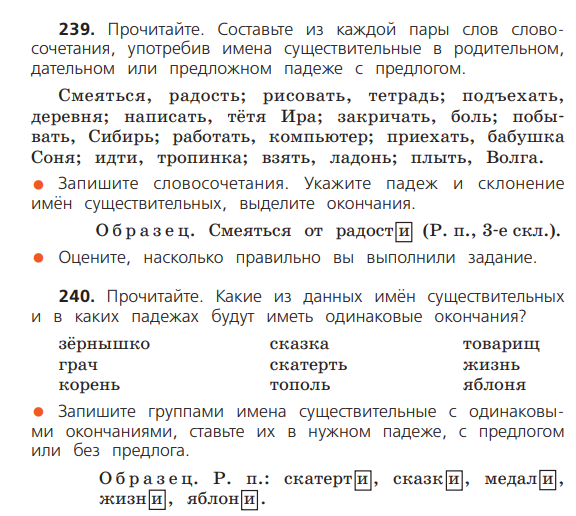 239. Прочитайте. Составьте из каждой пары слов слово-
сочетания, употребив имена существительные в родительном,
дательном или предложном падеже с предлогом.
Смеяться, радость; рисовать, тетрадь; подъехать,
деревня; написать, тётя Ира; закричать, боль; побы-
вать, Сибирь; работать, компьютер; приехать, бабушка
Соня; идти, тропинка; взять, ладонь; плыть, Волга.
● Запишите словосочетания. Укажите падеж и склонение
имён существительных, выделите окончания.
Образец. Смеяться от радости (Р. п., 3-е скл.).
● Оцените, насколько правильно вы выполнили задание.
240. Прочитайте. Какие из данных имён существительных
и в каких падежах будут иметь одинаковые окончания?
зёрнышко сказка товарищ
грач скатерть жизнь
корень тополь яблоня
● Запишите группами имена существительные с одинаковы-
ми окончаниями, ставьте их в нужном падеже, с предлогом
или без предлога.
Образец. Р. п.: скатерти, сказки, медали,
жизни, яблони.